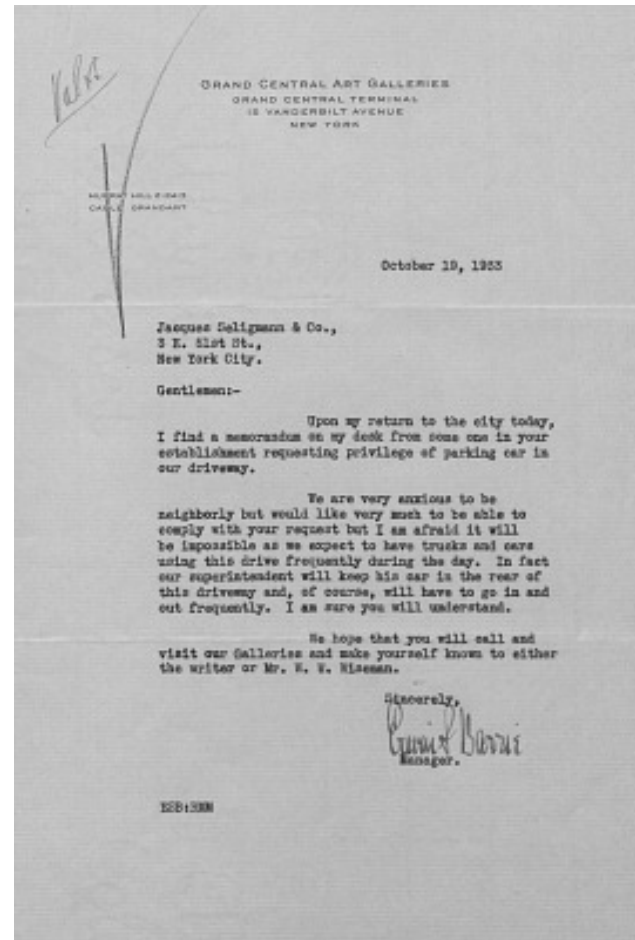 Valet
GRAND CENTRAL ART GALLERIES
GRAND CENTRAL TERMINAL
15 VANDERBILT AVENUE
NEW YORK
MURRAY HILL
CABLE GRANDART
October 19, 1933
Jacques Seligmann & Co.,
3 E. 51st St.,
New York City.
Gentlemen:-
Upon my return to the city today,
I find a memorandum on my desk from some one in your
establishment requesting privilege of parking car in
our driveway.
We are very anxious to be
neighborly but would like very much to be able to
comply with your request but I am afraid it will
be impossible as we expect to have trucks and cars
using this drive frequently during the day. In fact
our superintendent will keep his car in the rear of
this driveway and, of course, will have to go in and
out frequently. I am sure you will understand.
We hope that you will call and
visit our Galleries and make yourself known to either
the writer or Mr.
Sincerely,
Erwin S Barrie
Manager.